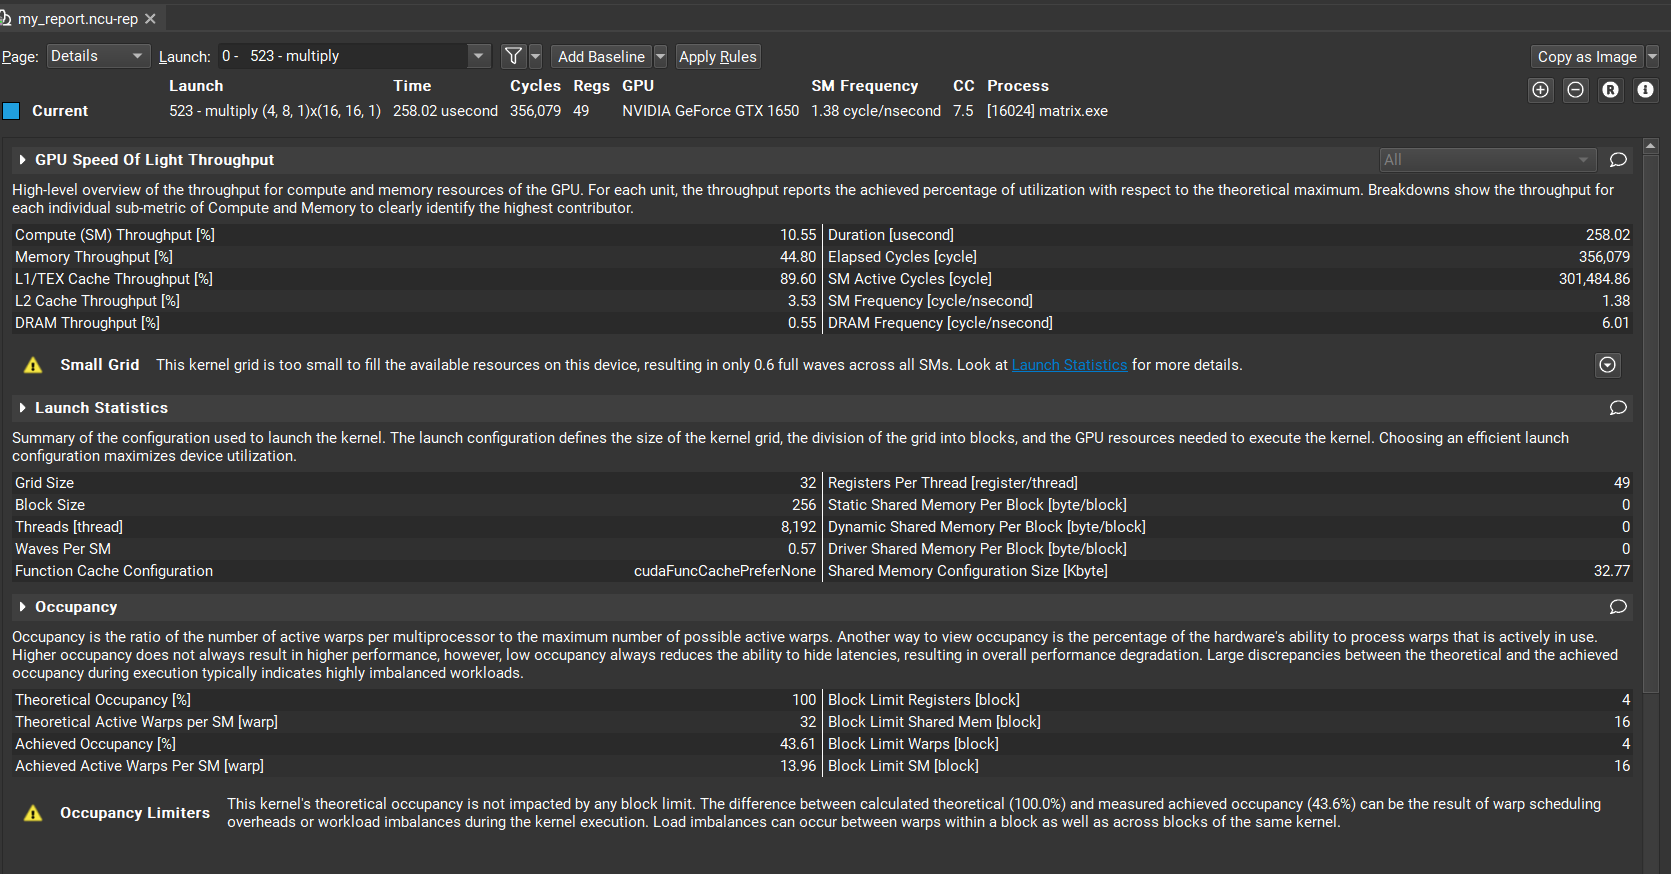 my_report.ncu-rep
Page: Details Launch: 0 - 523 - multiply Add Baseline Apply Rules Copy as Image
Launch Time Cycles Regs GPU SM Frequency CC Process
Current 523 - multiply (4, 8, 1)x(16, 16, 1) 258.02 usecond 356,079 49 NVIDIA GeForce GTX 1650 1.38 cycle/nsecond 7.5 [16024] matrix.exe
GPU Speed Of Light Throughput All
High-level overview of the throughput for compute and memory resources of the GPU. For each unit, the throughput reports the achieved percentage of utilization with respect to the theoretical maximum. Breakdowns show the throughput for
each individual sub-metric of Compute and Memory to clearly identify the highest contributor.
Compute (SM) Throughput [%] 10.55 Duration [usecond] 258.02
Memory Throughput [%] 44.80 Elapsed Cycles [cycle] 356,079
L1/TEX Cache Throughput [%] 89.60 SM Active Cycles [cycle] 301,484.86
L2 Cache Throughput [%] 3.53 SM Frequency [cycle/nsecond] 1.38
DRAM Throughput [%] 0.55 DRAM Frequency [cycle/nsecond] 6.01
Small Grid This kernel grid is too small to fill the available resources on this device, resulting in only 0.6 full waves across all SMs. Look at Launch Statistics for more details.
Launch Statistics
Summary of the configuration used to launch the kernel. The launch configuration defines the size of the kernel grid, the division of the grid into blocks, and the GPU resources needed to execute the kernel. Choosing an efficient launch
configuration maximizes device utilization.
Grid Size 32 Registers Per Thread [register/thread] 49
Block Size 256 Static Shared Memory Per Block [byte/block] 0
Threads [thread] 8,192 Dynamic Shared Memory Per Block [byte/block] 0
Waves Per SM 0.57 Driver Shared Memory Per Block [byte/block] 0
Function Cache Configuration cudaFuncCachePreferNone Shared Memory Configuration Size [Kbyte] 32.77
Occupancy
Occupancy is the ratio of the number of active warps per multiprocessor to the maximum number of possible active warps. Another way to view occupancy is the percentage of the hardware's ability to process warps that is actively in use.
Higher occupancy does not always result in higher performance, however, low occupancy always reduces the ability to hide latencies, resulting in overall performance degradation. Large discrepancies between the theoretical and the achieved
occupancy during execution typically indicates highly imbalanced workloads.
Theoretical Occupancy [%] 100 Block Limit Registers [block] 4
Theoretical Active Warps per SM [warp] 32 Block Limit Shared Mem [block] 16
Achieved Occupancy [%] 43.61 Block Limit Warps [block] 4
Achieved Active Warps Per SM [warp] 13.96 Block Limit SM [block] 16
Occupancy Limiters This kernel's theoretical occupancy is not impacted by any block limit. The difference between calculated theoretical (100.0%) and measured achieved occupancy (43.6%) can be the result of warp scheduling
overheads or workload imbalances during the kernel execution. Load imbalances can occur between warps within a block as well as across blocks of the same kernel.